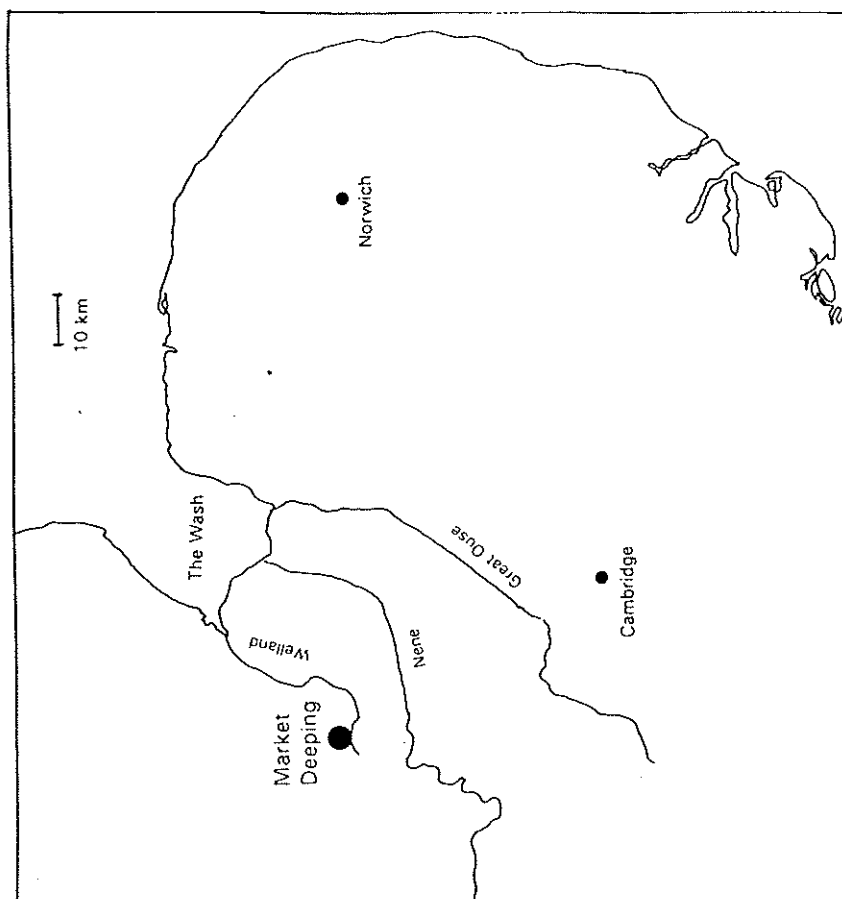 10 km
Norwich
The Wash
Welland
Great Ouse
Nene
Cambridge
Market
Deeping